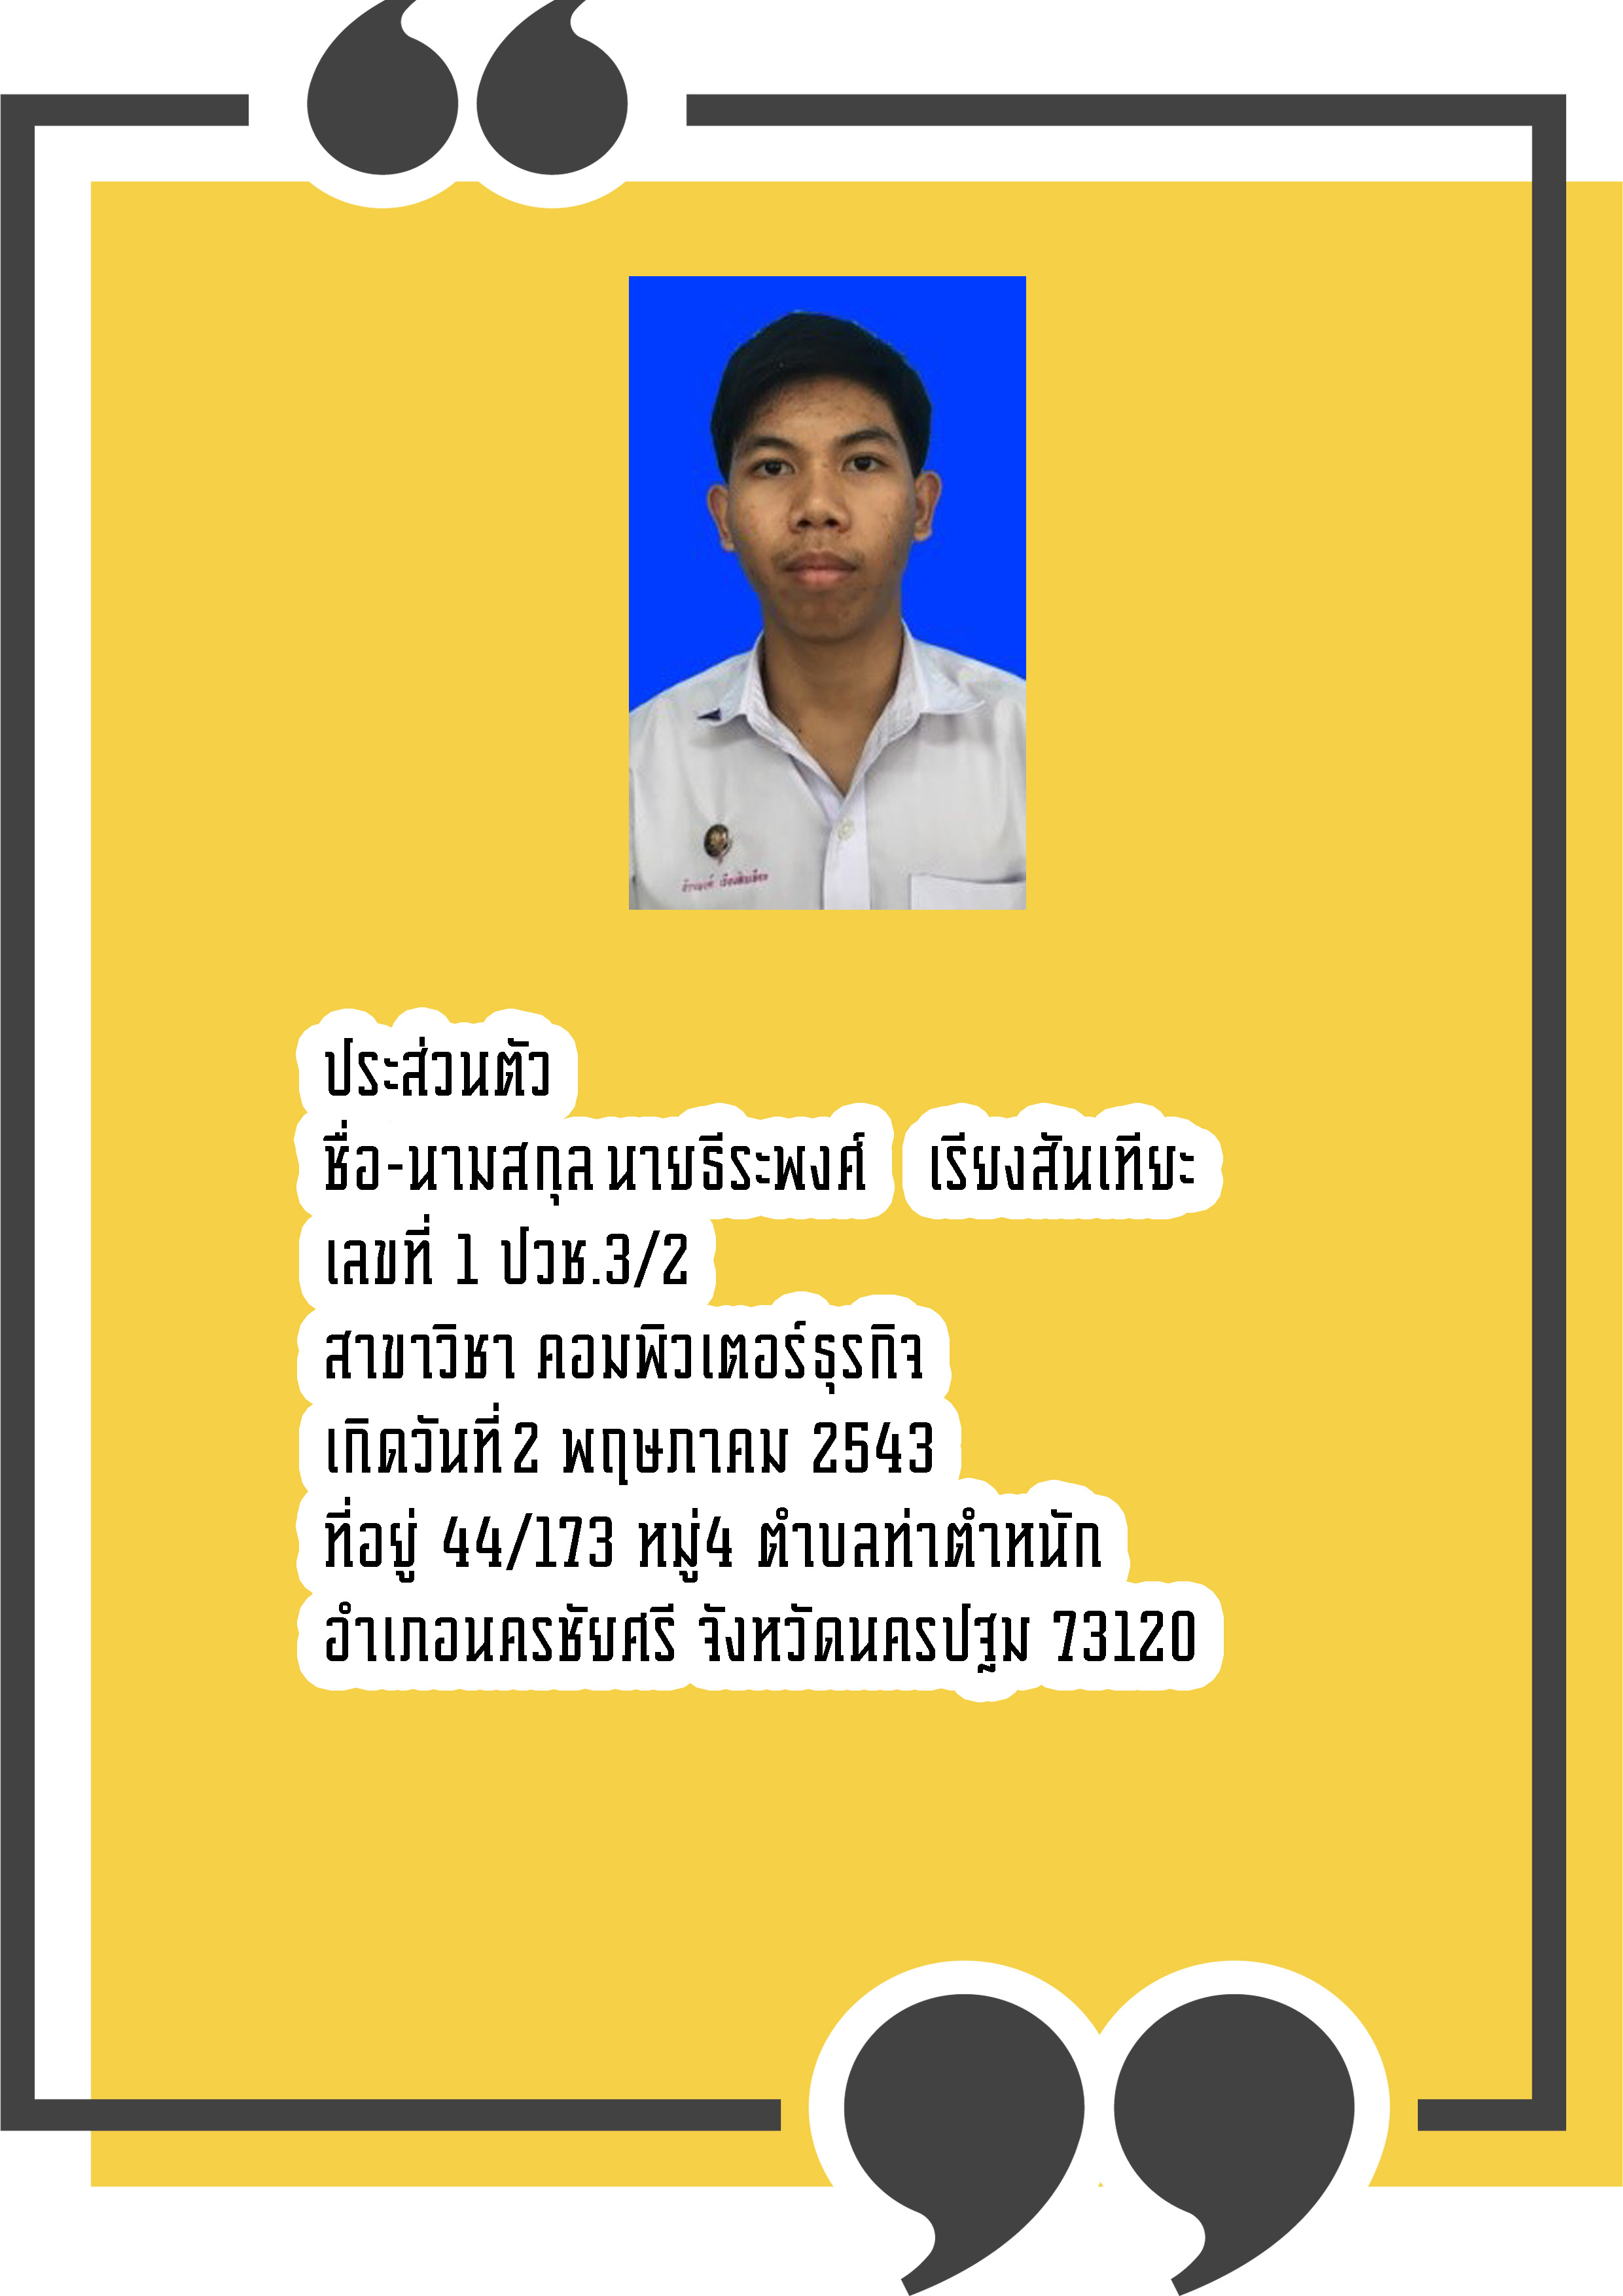 ประส่วนตัว
ชื่อ-นามสกุล นายธีระพงศ์ เรียงสันเทียะ
เลขที่ 1 ปวช.3/2
สาขาวิชา คอมพิวเตอร์ธุรกิจ
เกิดวันที่ 2 พฤษภาคม 2543
ที่อยู่ 44/173 หมู่4 ตำบลท่าตำหนัก
อำเภอนครชัยศรี จังหวัดนครปฐม 73120